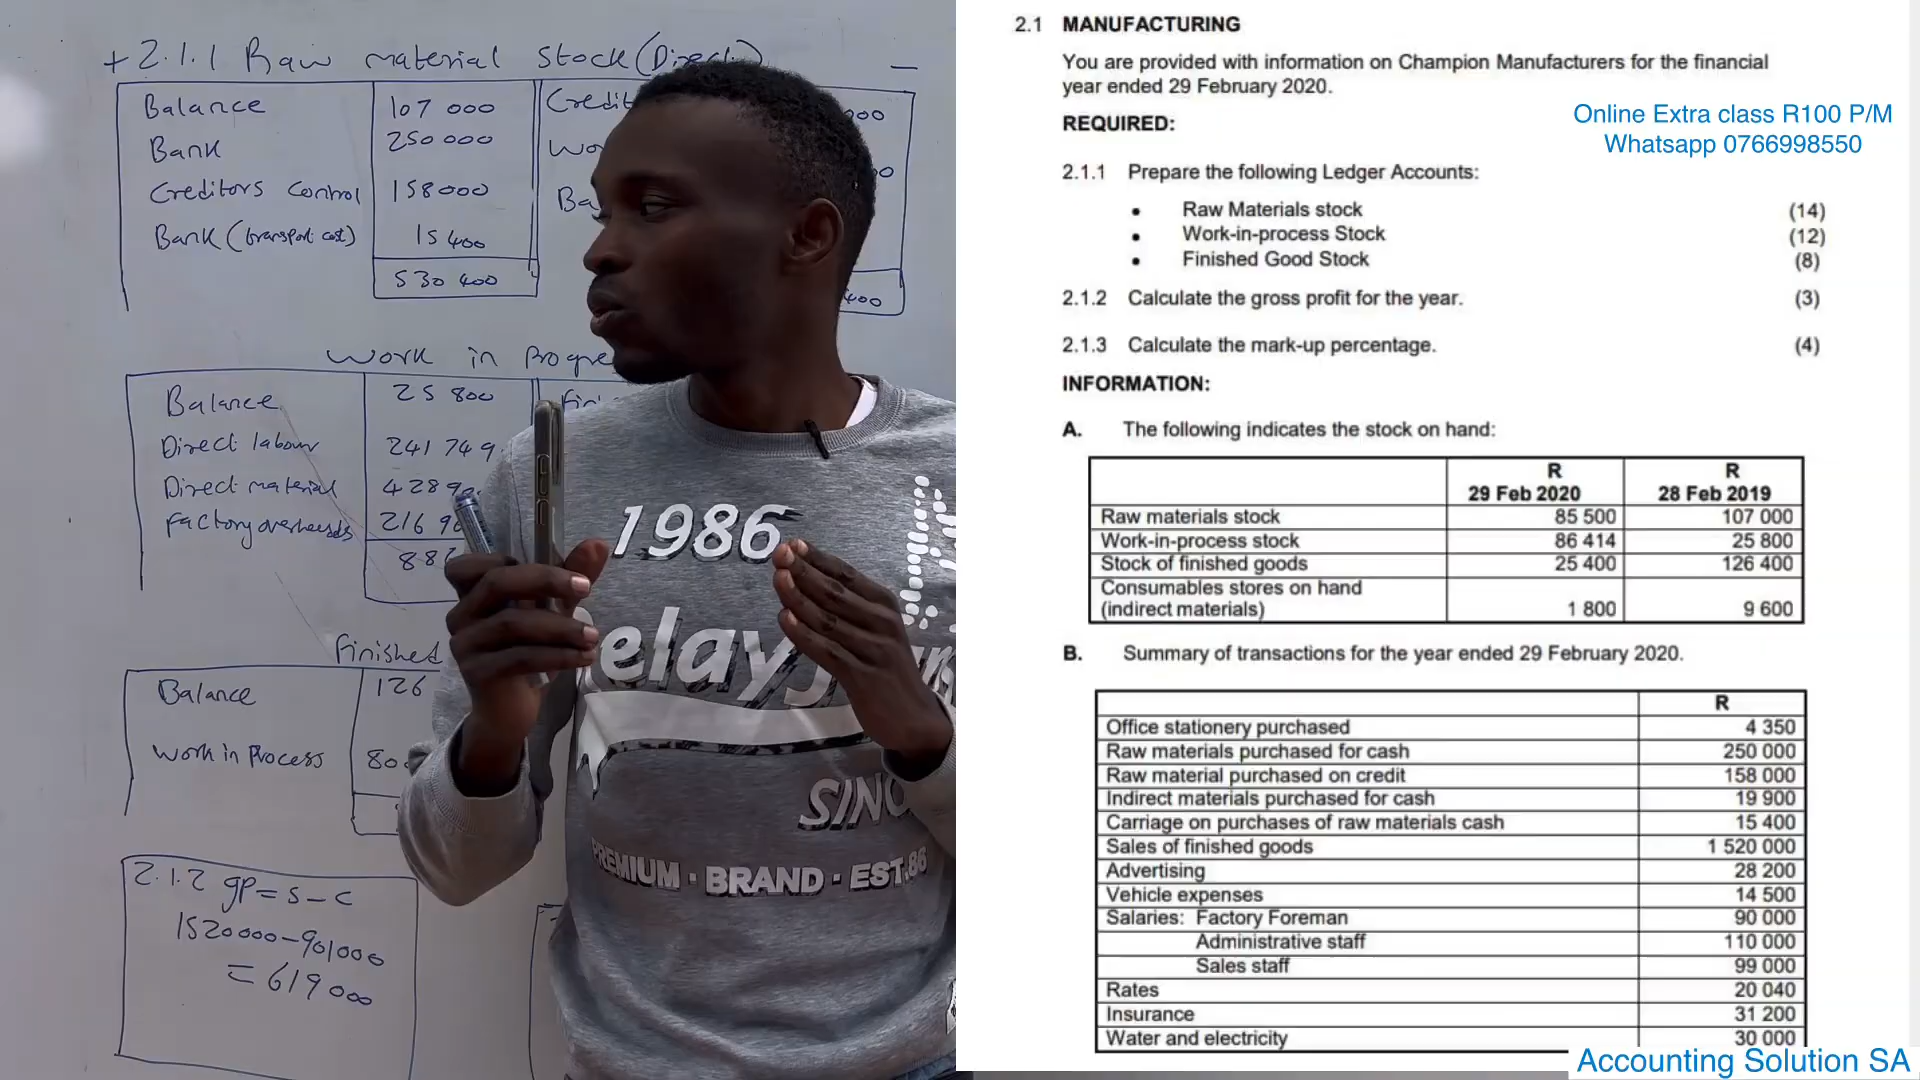 + 2.1.1 Raw material stock (Direct) —
Balance 107 000
Bank 250 000
Creditors Control 158000
Bank (transport cost) 15 400
530 400
400
Work in
Balance 25 800
Direct labour 241 749
Direct material
Factory overheads
Finished
Balance 126
Work in Process
2.1.2 gp = s - c
1520000 - 901000
= 619 000
1986
SINC
PREMIUM · BRAND · EST.86
2.1 MANUFACTURING
You are provided with information on Champion Manufacturers for the financial
year ended 29 February 2020.
Online Extra class R100 P/M
Whatsapp 0766998550
REQUIRED:
2.1.1 Prepare the following Ledger Accounts:
• Raw Materials stock (14)
• Work-in-process Stock (12)
• Finished Good Stock (8)
2.1.2 Calculate the gross profit for the year. (3)
2.1.3 Calculate the mark-up percentage. (4)
INFORMATION:
A. The following indicates the stock on hand:
R R
29 Feb 2020 28 Feb 2019
Raw materials stock 85 500 107 000
Work-in-process stock 86 414 25 800
Stock of finished goods 25 400 126 400
Consumables stores on hand
(indirect materials) 1 800 9 600
B. Summary of transactions for the year ended 29 February 2020.
R
Office stationery purchased 4 350
Raw materials purchased for cash 250 000
Raw material purchased on credit 158 000
Indirect materials purchased for cash 19 900
Carriage on purchases of raw materials cash 15 400
Sales of finished goods 1 520 000
Advertising 28 200
Vehicle expenses 14 500
Salaries: Factory Foreman 90 000
Administrative staff 110 000
Sales staff 99 000
Rates 20 040
Insurance 31 200
Water and electricity 30 000
Accounting Solution SA